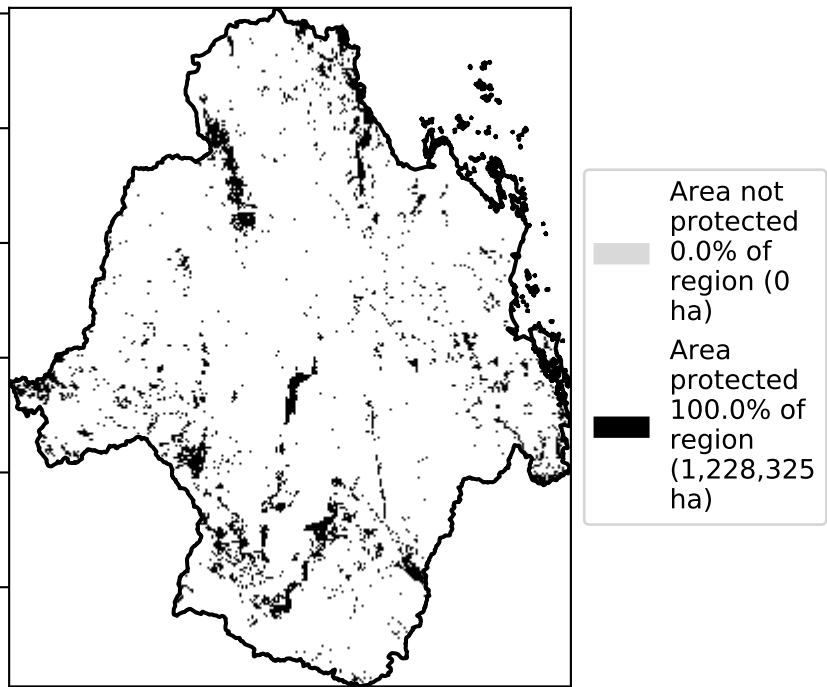 Area not
protected
0.0% of
region (0
ha)
Area
protected
100.0% of
region
(1,228,325
ha)